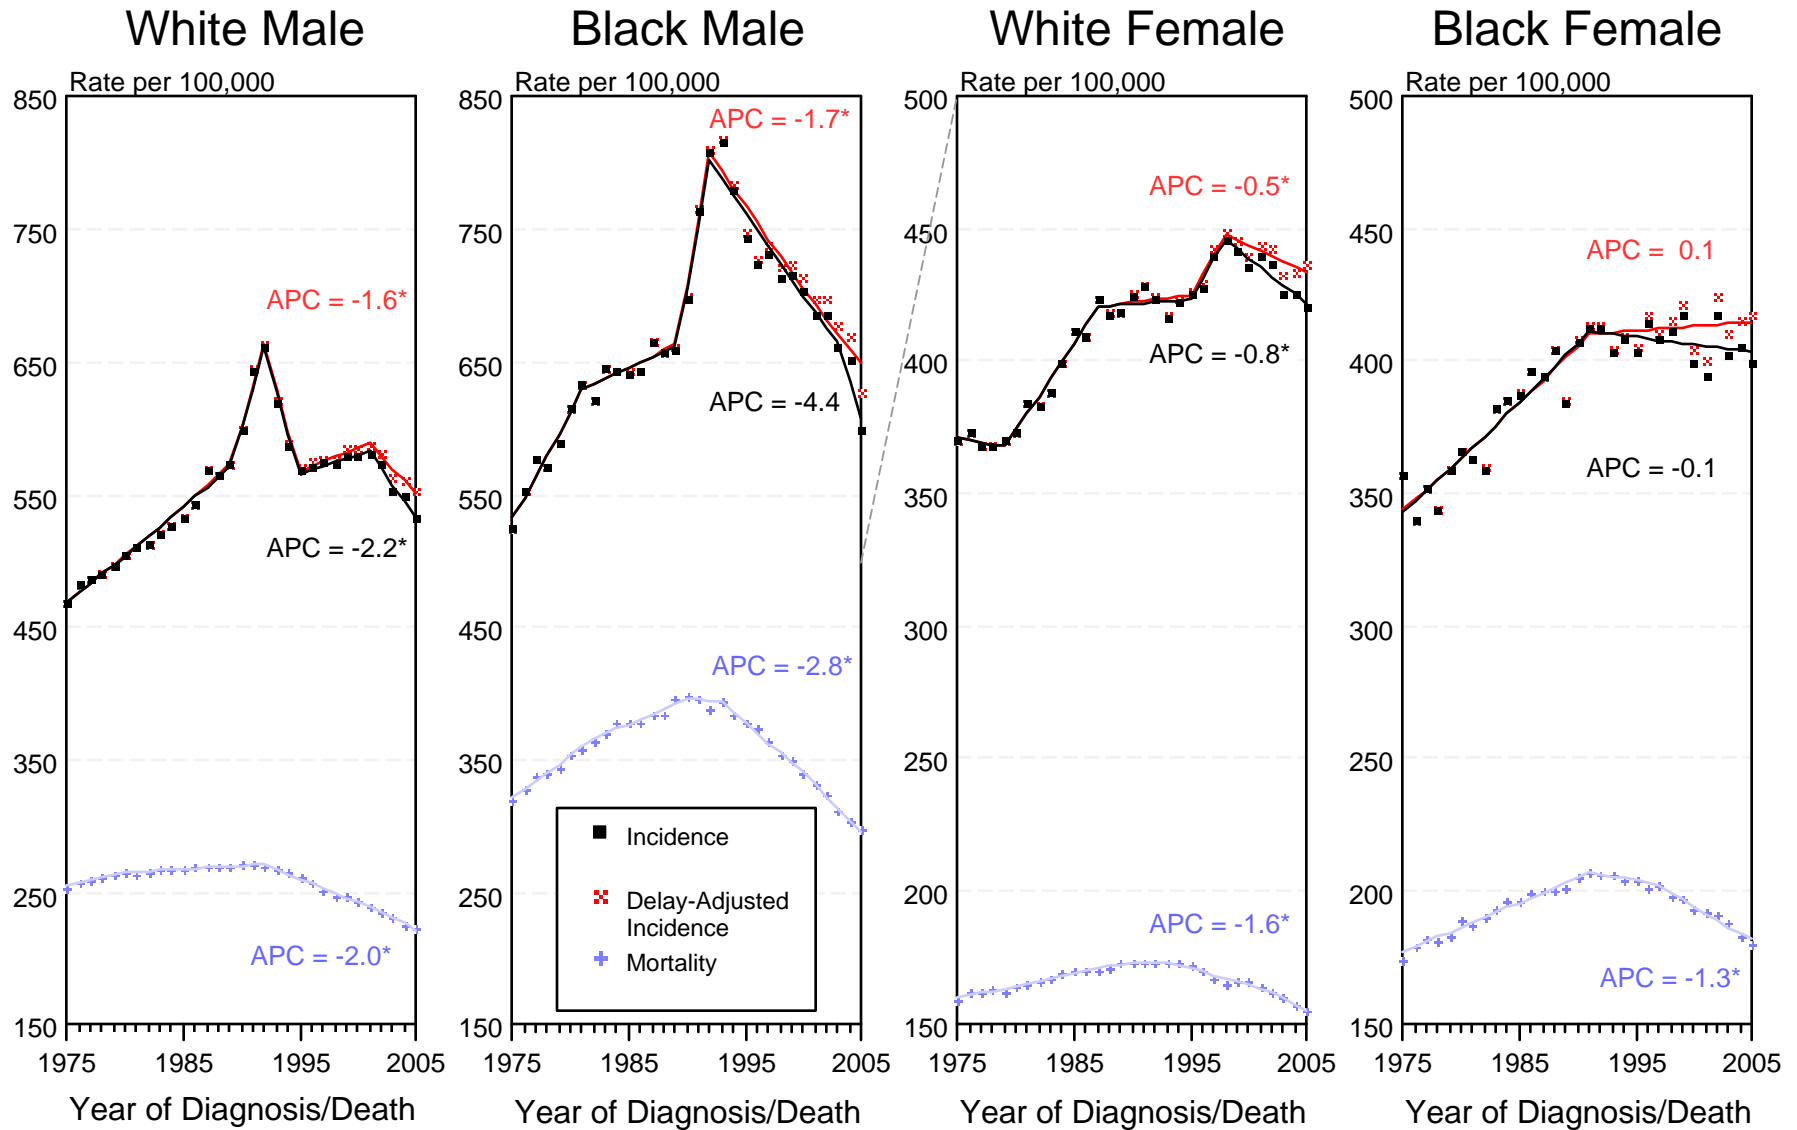 White Male
Black Male
White Female
Black Female
Rate per 100,000
Rate per 100,000
Rate per 100,000
Rate per 100,000
850
750
650
550
450
350
250
150
APC = -1.6*
APC = -2.2*
APC = -2.0*
1975
1985
1995
2005
Year of Diagnosis/Death
850
750
650
550
450
350
250
150
APC = -1.7*
APC = -4.4
APC = -2.8*
Incidence
Delay-Adjusted
Incidence
Mortality
1975
1985
1995
2005
Year of Diagnosis/Death
500
450
400
350
300
250
200
150
APC = -0.5*
APC = -0.8*
APC = -1.6*
1975
1985
1995
2005
Year of Diagnosis/Death
500
450
400
350
300
250
200
150
APC = 0.1
APC = -0.1
APC = -1.3*
1975
1985
1995
2005
Year of Diagnosis/Death